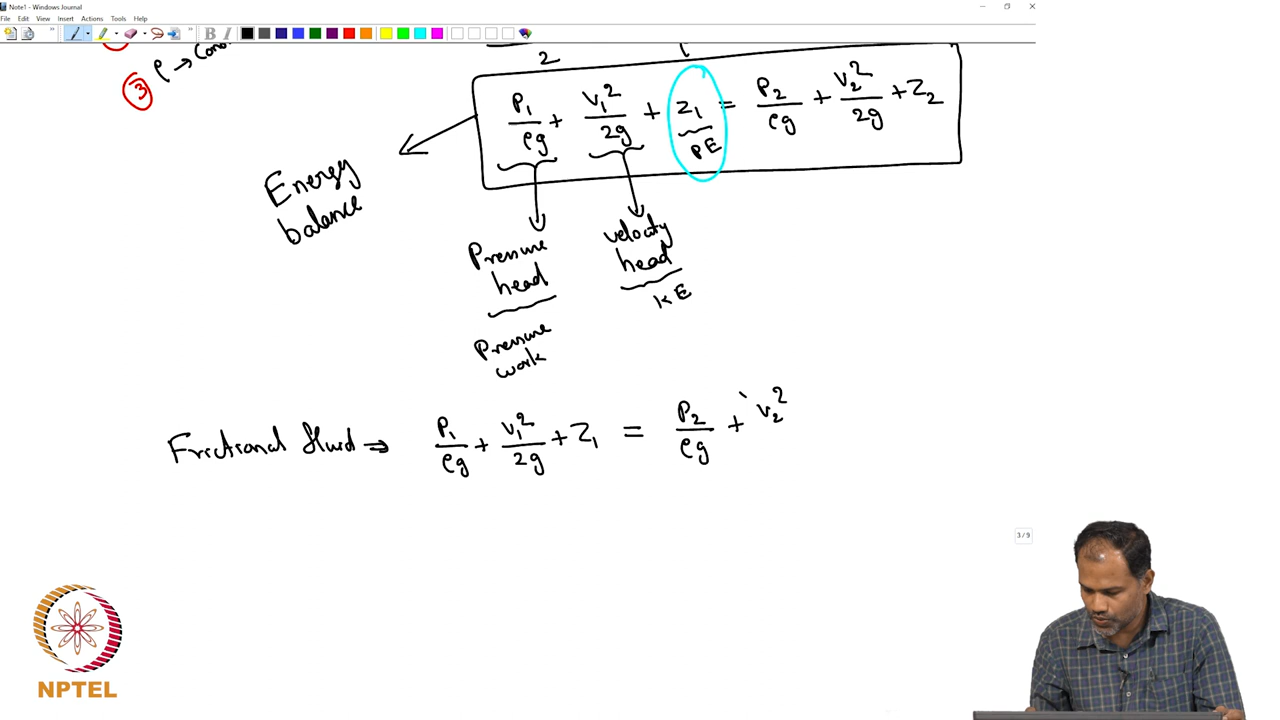 Note1 - Windows Journal
File Edit View Insert Actions Tools Help
B I
3 ρ → Con
2 1
P₁/ρg + V₁²/2g + Z₁ = P₂/ρg + V₂²/2g + Z₂
PE
Energy
balance
Pressure
head
velocity
head
KE
Pressure
work
Frictional fluid ⇒ P₁/ρg + V₁²/2g + Z₁ = P₂/ρg + V₂²
3 / 9
NPTEL